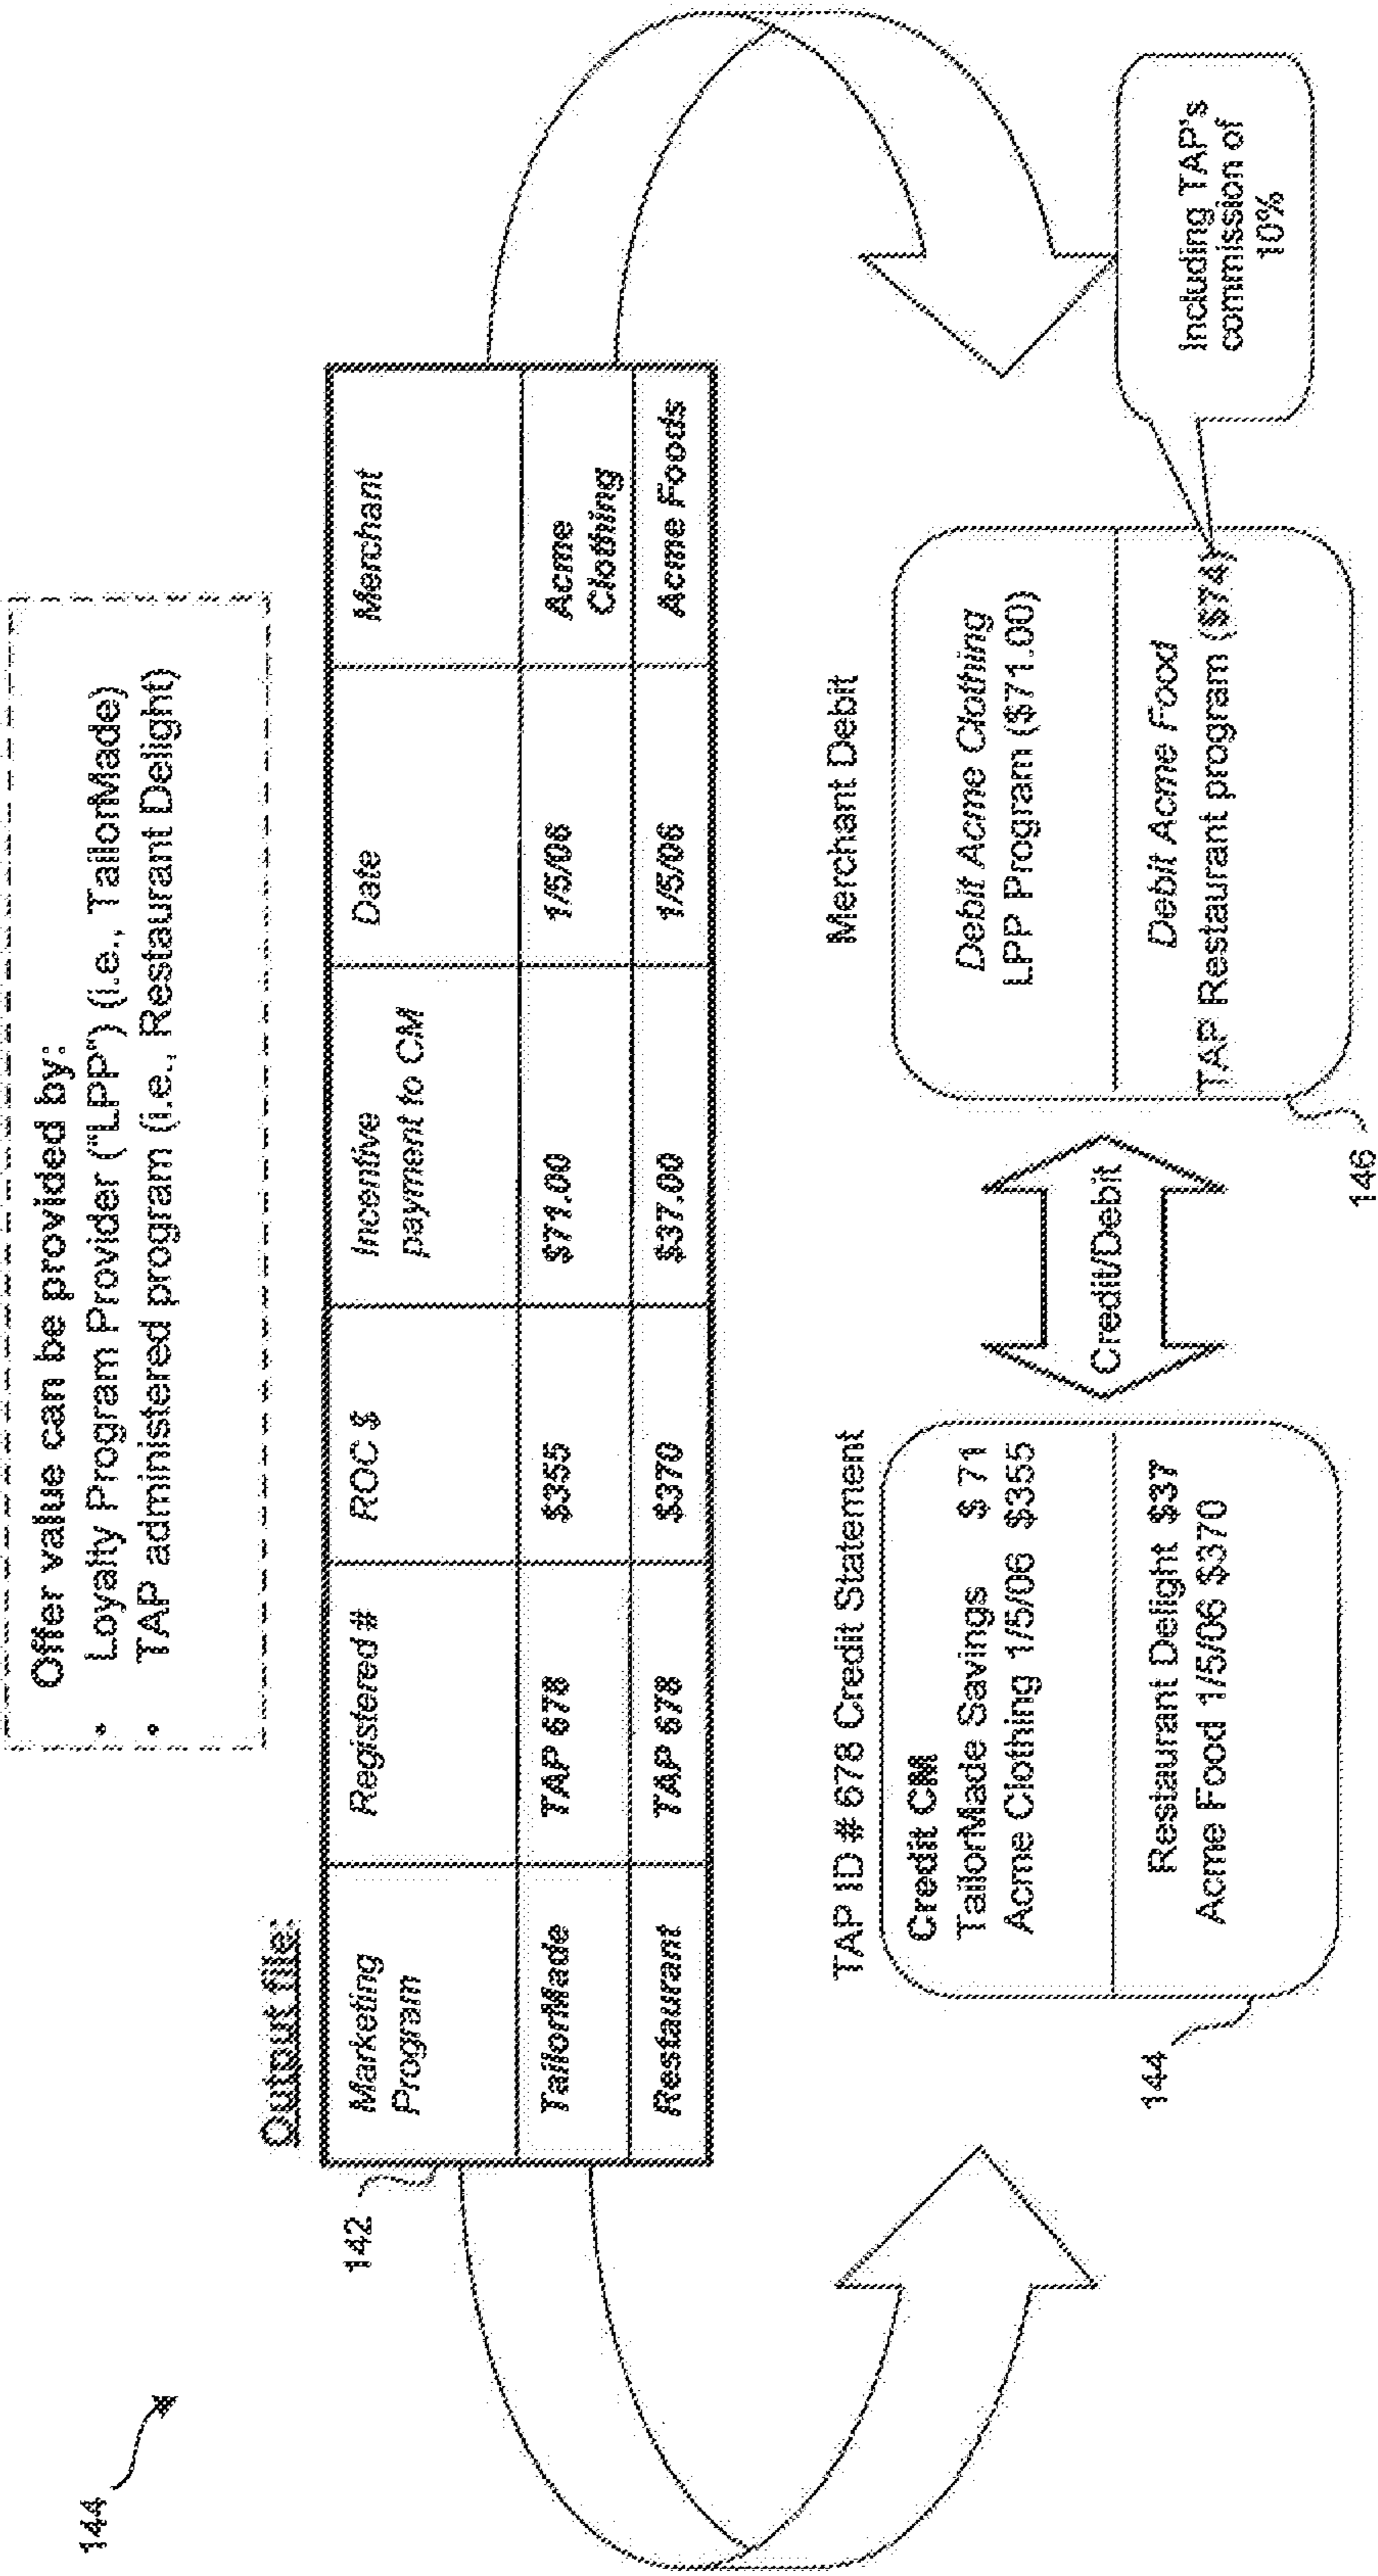 144
Offer value can be provided by:
• Loyalty Program Provider ("LPP") (i.e., TailorMade)
• TAP administered program (i.e., Restaurant Delight)
Output file:
142
Marketing Program	Registered #	ROC $	Incentive payment to CM	Date	Merchant
TailorMade	TAP 678	$355	$71.00	1/5/06	Acme Clothing
Restaurant	TAP 678	$370	$37.00	1/5/06	Acme Foods
TAP ID # 678 Credit Statement
Credit CM
TailorMade Savings $ 71
Acme Clothing 1/5/06 $355
Restaurant Delight $37
Acme Food 1/5/06 $370
144
Credit/Debit
Merchant Debit
Debit Acme Clothing
LPP Program ($71.00)
Debit Acme Food
TAP Restaurant program ($74)
146
Including TAP's
commission of
10%